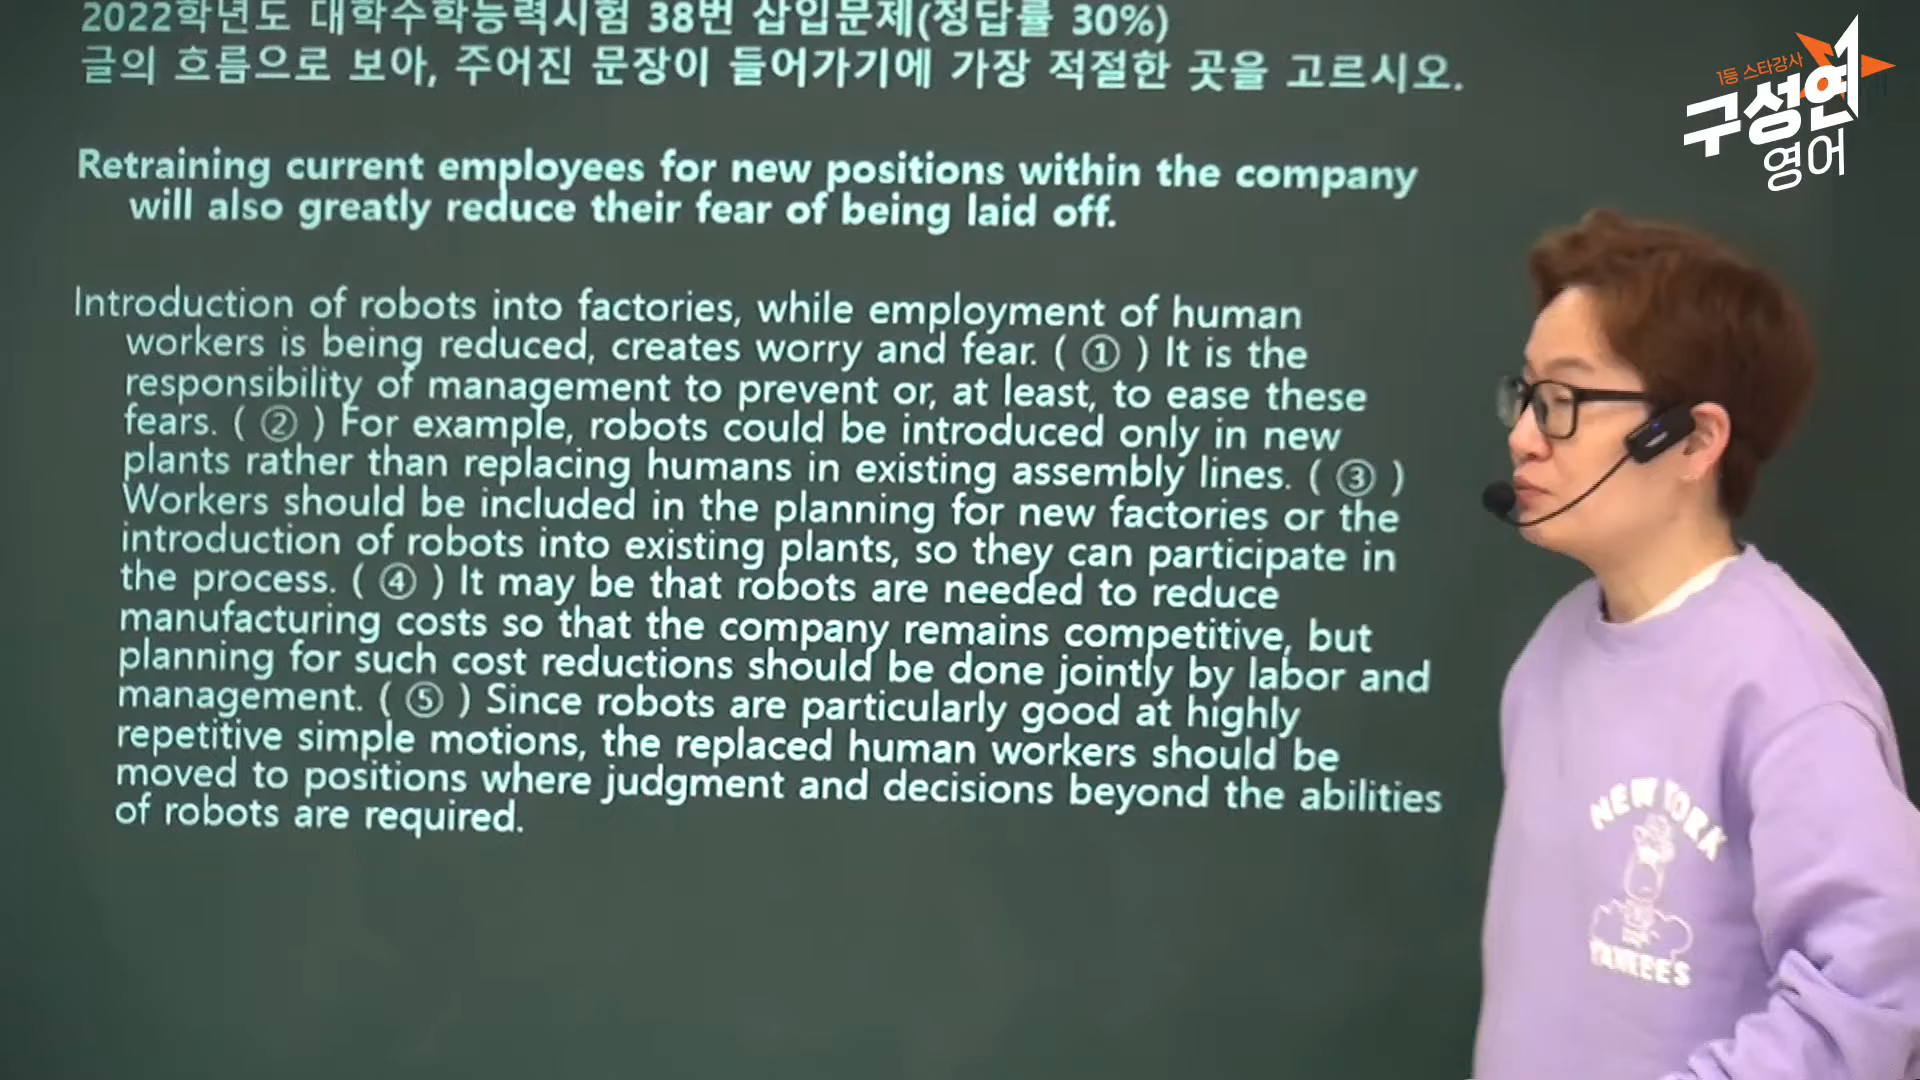 2022학년도 대학수학능력시험 38번 삽입문제(정답률 30%)
글의 흐름으로 보아, 주어진 문장이 들어가기에 가장 적절한 곳을 고르시오.
1등 스타강사
구성연
영어
Retraining current employees for new positions within the company
will also greatly reduce their fear of being laid off.
Introduction of robots into factories, while employment of human
workers is being reduced, creates worry and fear. ( ① ) It is the
responsibility of management to prevent or, at least, to ease these
fears. ( ② ) For example, robots could be introduced only in new
plants rather than replacing humans in existing assembly lines. ( ③ )
Workers should be included in the planning for new factories or the
introduction of robots into existing plants, so they can participate in
the process. ( ④ ) It may be that robots are needed to reduce
manufacturing costs so that the company remains competitive, but
planning for such cost reductions should be done jointly by labor and
management. ( ⑤ ) Since robots are particularly good at highly
repetitive simple motions, the replaced human workers should be
moved to positions where judgment and decisions beyond the abilities
of robots are required.
NEW YORK
YANKEES